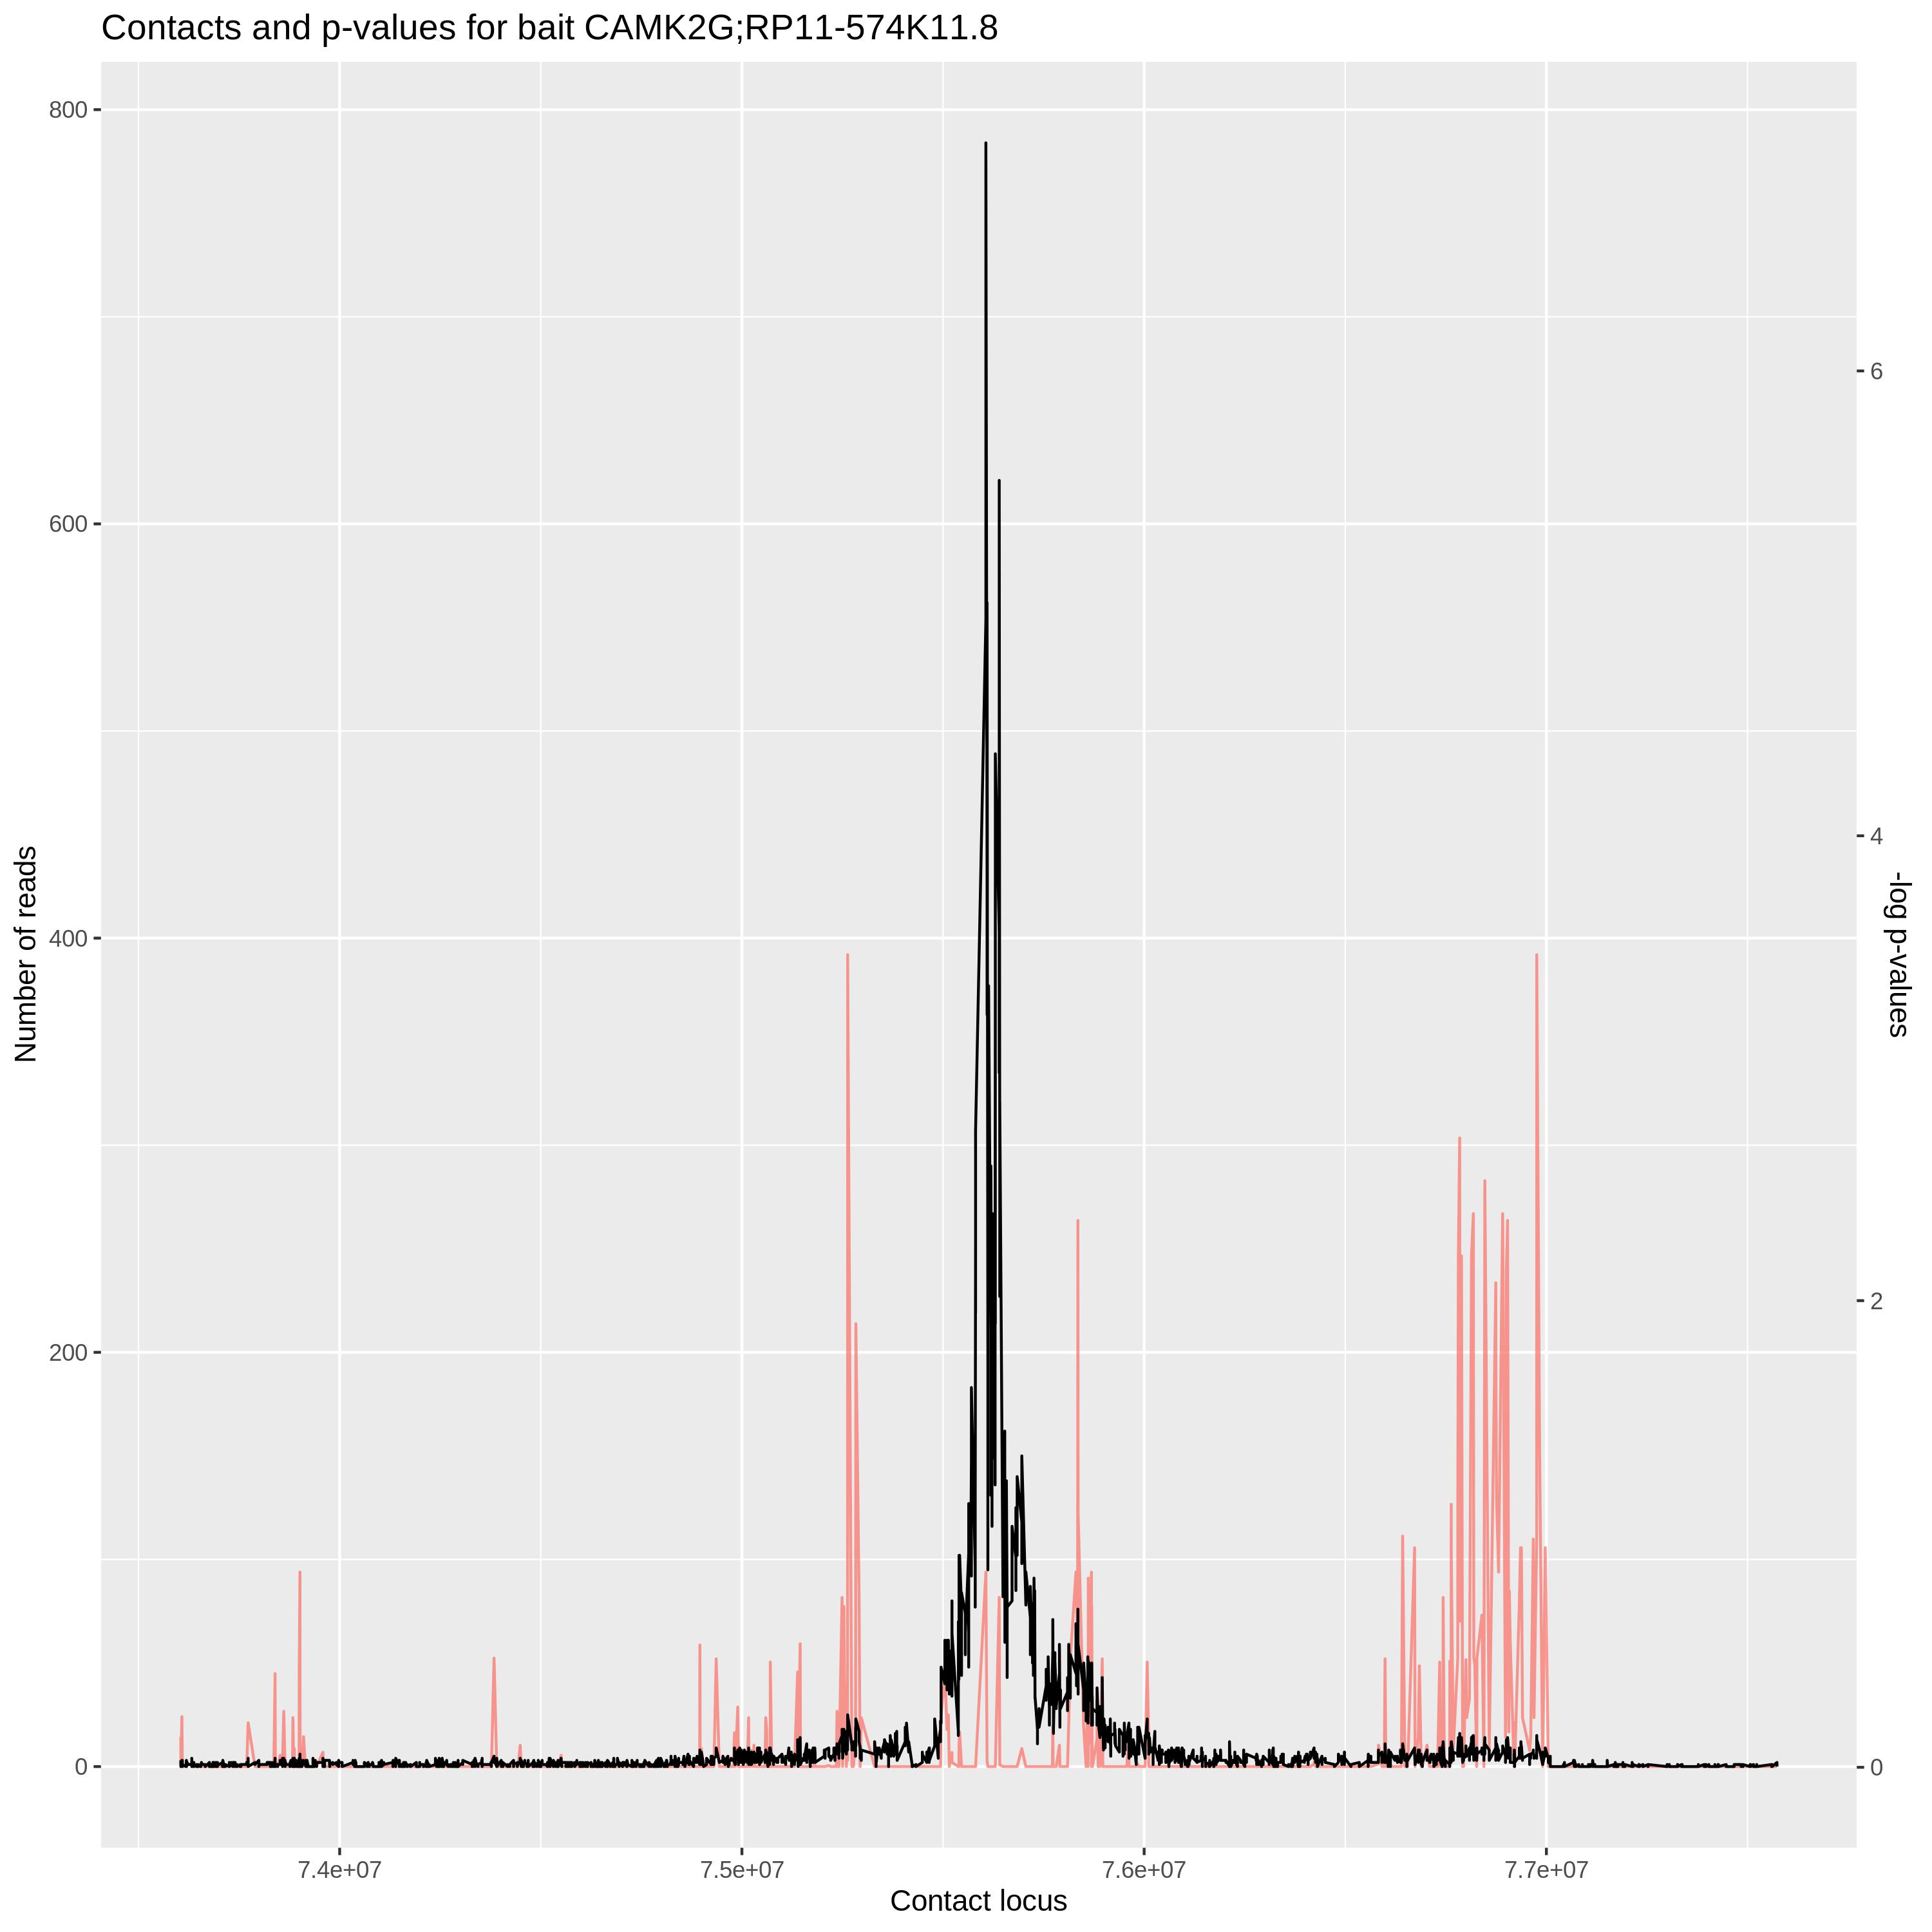 Contacts and p-values for bait CAMK2G;RP11-574K11.8
800
600
400
200
0
Number of reads
6
4
2
0
-log p-values
7.4e+07 7.5e+07 7.6e+07 7.7e+07
Contact locus